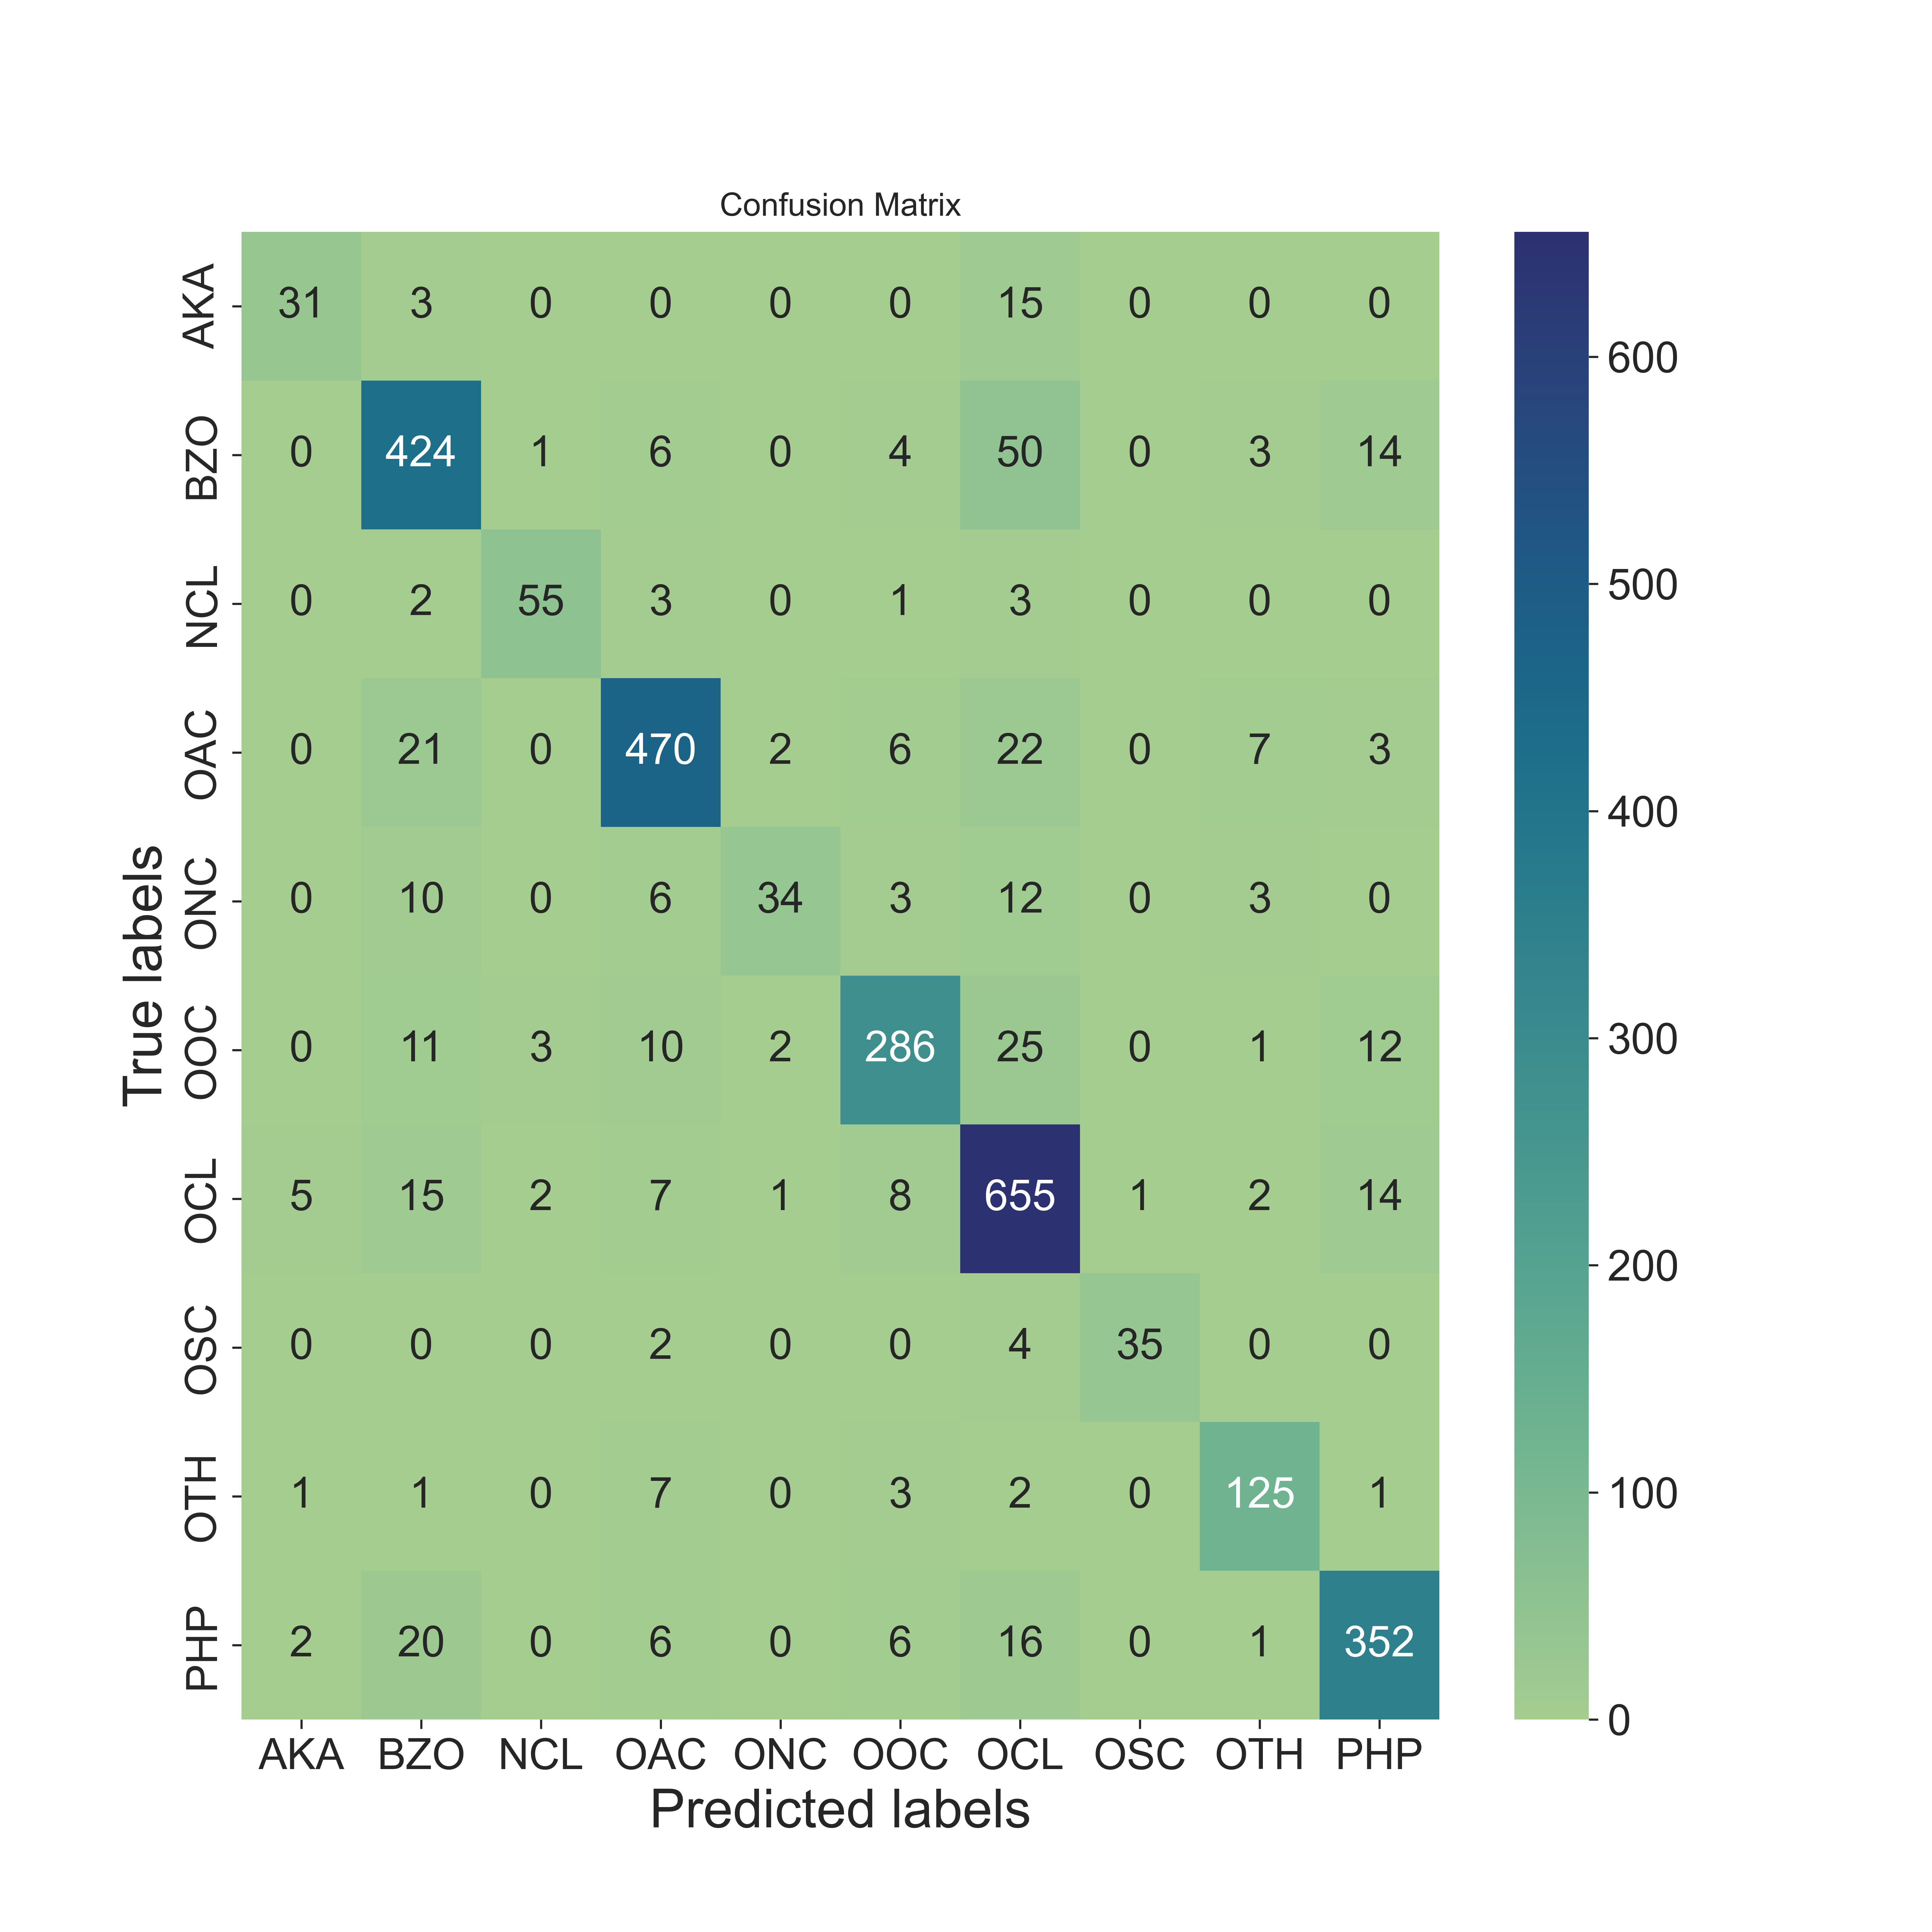 Confusion Matrix
AKA 31 3 0 0 0 0 15 0 0 0
BZO 0 424 1 6 0 4 50 0 3 14
NCL 0 2 55 3 0 1 3 0 0 0
OAC 0 21 0 470 2 6 22 0 7 3
ONC 0 10 0 6 34 3 12 0 3 0
OOC 0 11 3 10 2 286 25 0 1 12
OCL 5 15 2 7 1 8 655 1 2 14
OSC 0 0 0 2 0 0 4 35 0 0
OTH 1 1 0 7 0 3 2 0 125 1
PHP 2 20 0 6 0 6 16 0 1 352
AKA BZO NCL OAC ONC OOC OCL OSC OTH PHP
Predicted labels
True labels
600
500
400
300
200
100
0